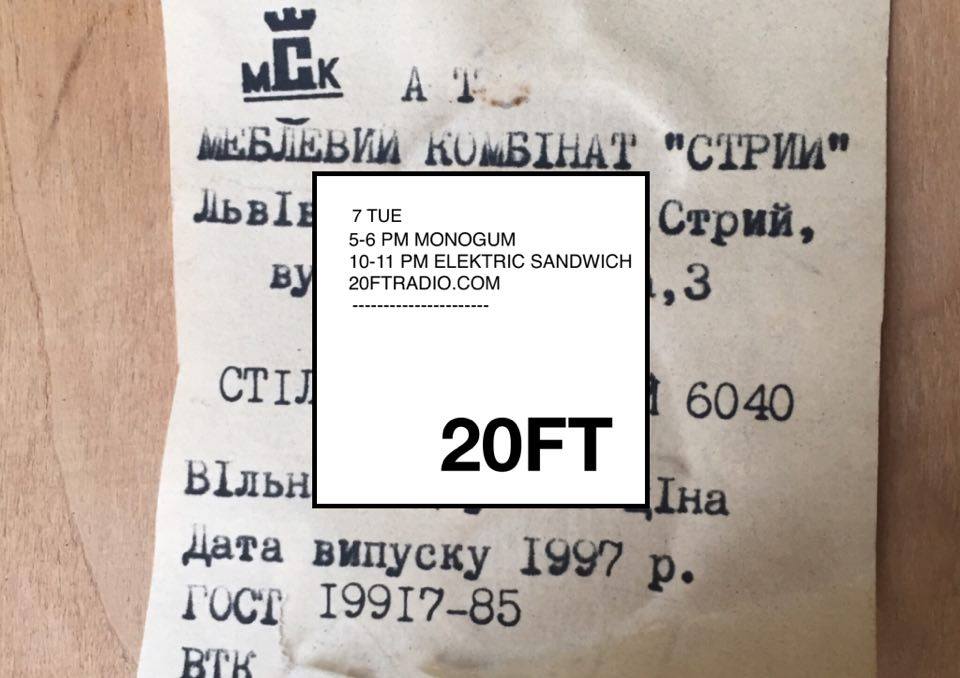 МСК
А Т
МЕБЛЕВИЙ КОМБІНАТ "СТРИЙ"
Стрий,
,3
6040
ціна
Дата випуску 1997 р.
ГОСТ 19917-85
ВТК
7 TUE
5-6 PM MONOGUM
10-11 PM ELEKTRIC SANDWICH
20FTRADIO.COM
----------------------
20FT